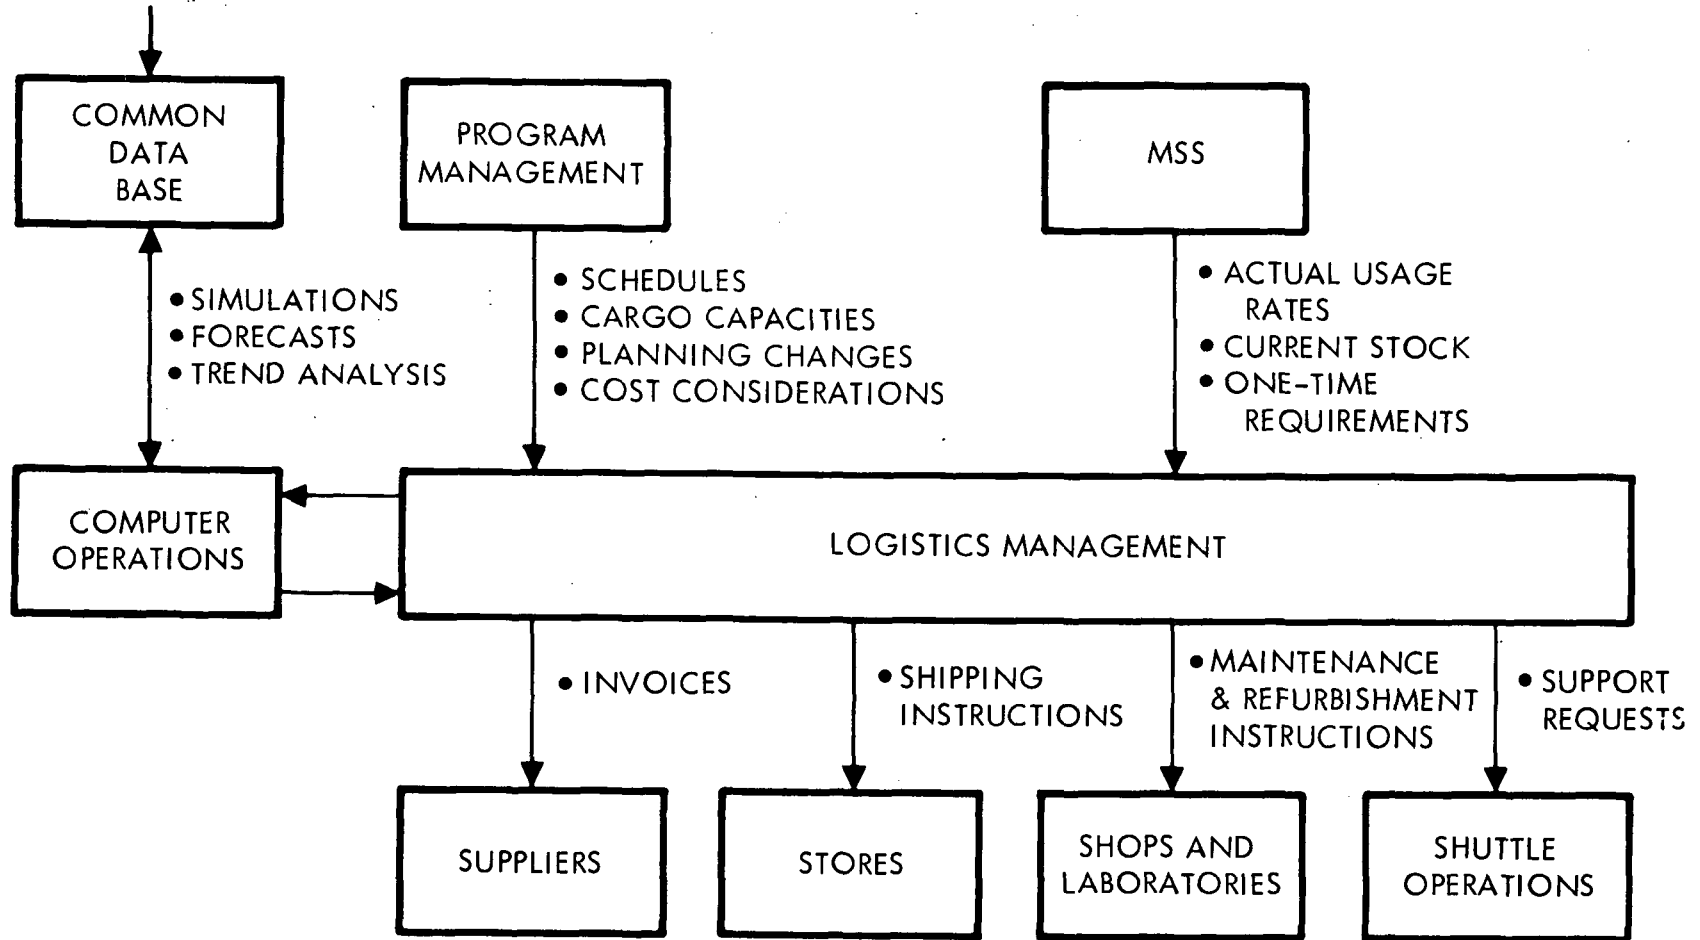 COMMON
DATA
BASE
PROGRAM
MANAGEMENT
MSS
• SIMULATIONS
• FORECASTS
• TREND ANALYSIS
• SCHEDULES
• CARGO CAPACITIES
• PLANNING CHANGES
• COST CONSIDERATIONS
• ACTUAL USAGE
RATES
• CURRENT STOCK
• ONE-TIME
REQUIREMENTS
COMPUTER
OPERATIONS
LOGISTICS MANAGEMENT
• INVOICES
• SHIPPING
INSTRUCTIONS
• MAINTENANCE
& REFURBISHMENT
INSTRUCTIONS
• SUPPORT
REQUESTS
SUPPLIERS
STORES
SHOPS AND
LABORATORIES
SHUTTLE
OPERATIONS